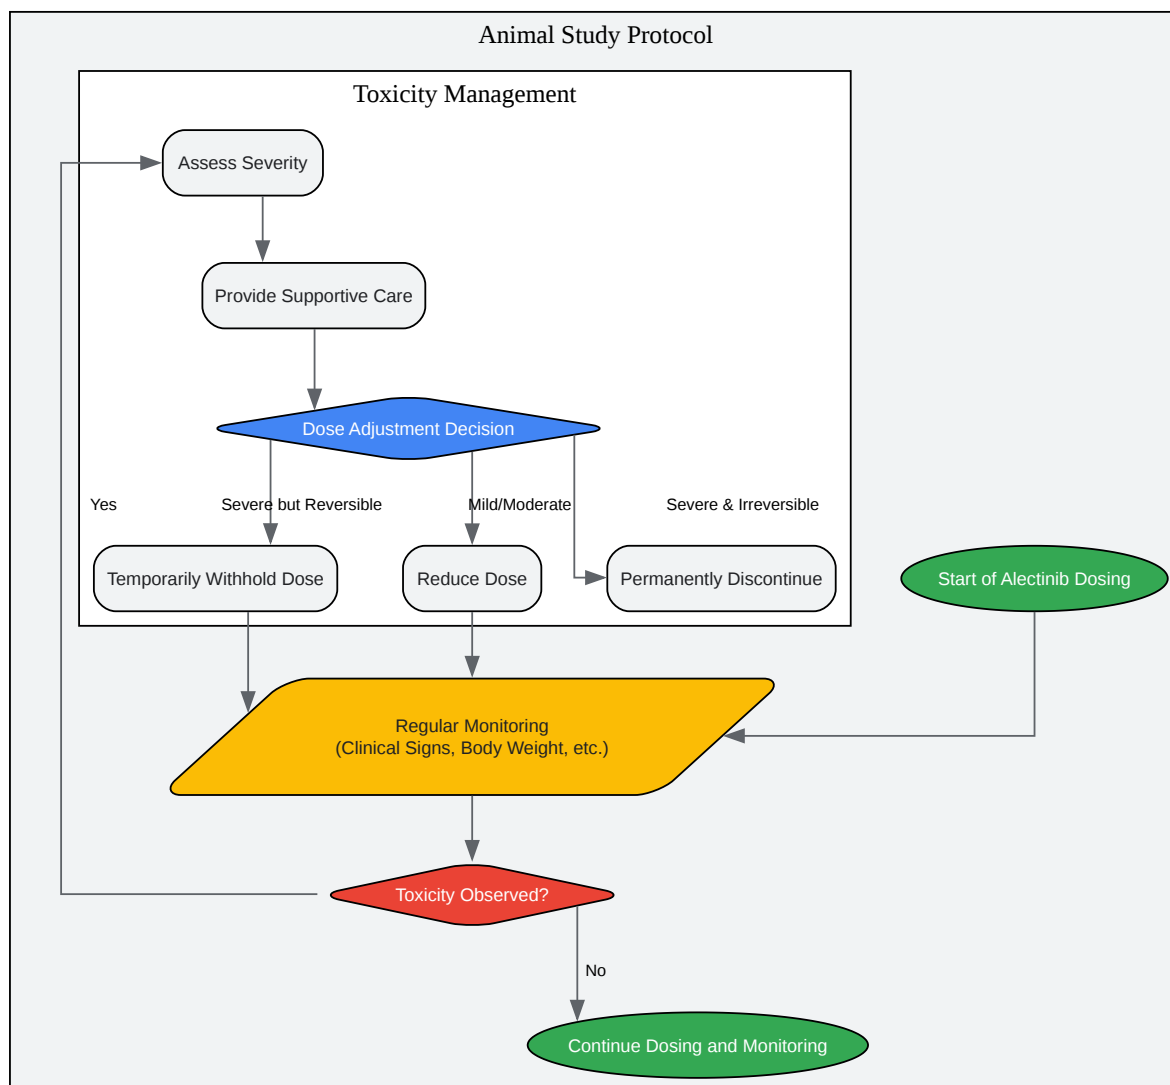 Animal Study Protocol
Toxicity Management
Assess Severity
Provide Supportive Care
Dose Adjustment Decision
Yes
Severe but Reversible
Mild/Moderate
Severe & Irreversible
Temporarily Withhold Dose
Reduce Dose
Permanently Discontinue
Start of Alectinib Dosing
Regular Monitoring
(Clinical Signs, Body Weight, etc.)
Toxicity Observed?
No
Continue Dosing and Monitoring